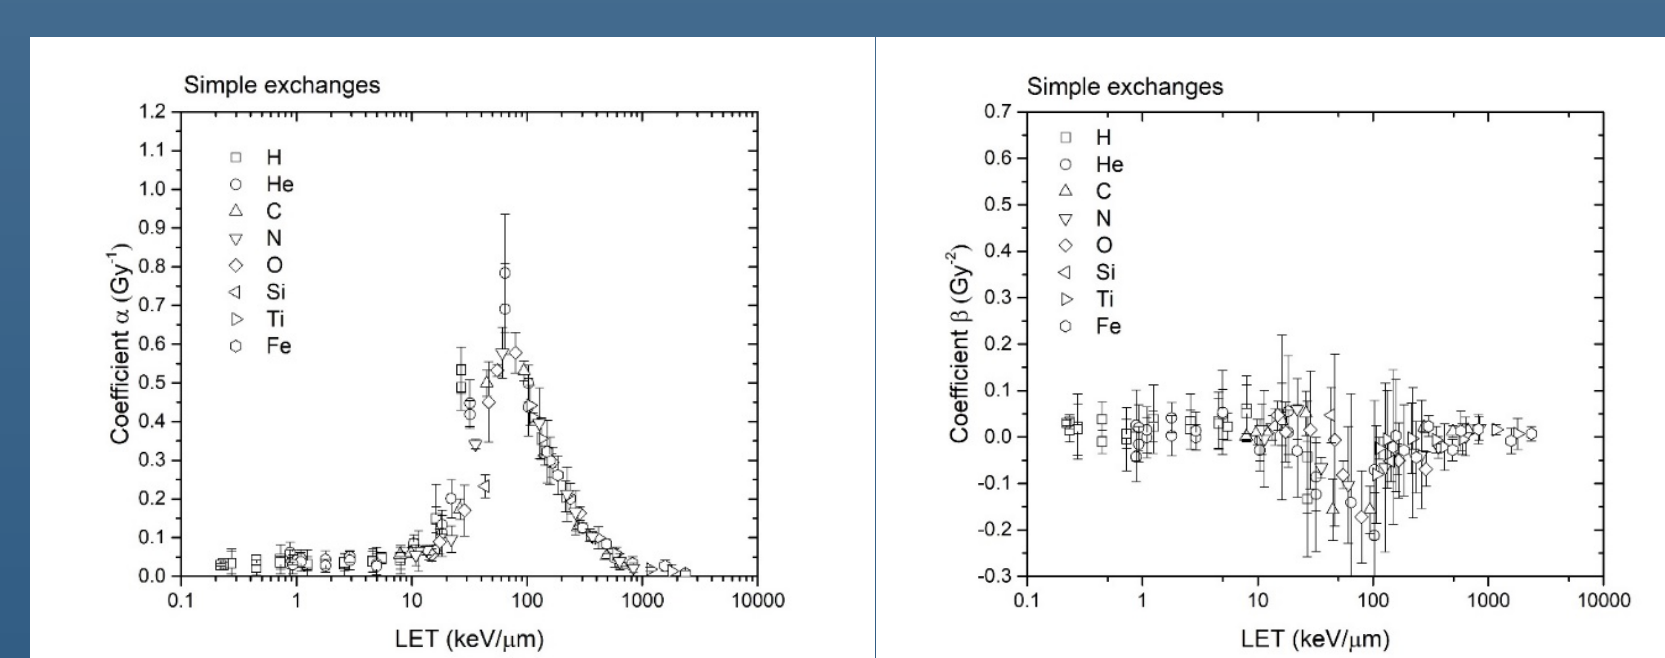 Simple exchanges
1.2
1.1
1.0
0.9
0.8
0.7
0.6
0.5
0.4
0.3
0.2
0.1
0.0
Coefficient α (Gy⁻¹)
H
He
C
N
O
Si
Ti
Fe
0.1 1 10 100 1000 10000
LET (keV/μm)
Simple exchanges
0.7
0.6
0.5
0.4
0.3
0.2
0.1
0.0
-0.1
-0.2
-0.3
Coefficient β (Gy⁻²)
H
He
C
N
O
Si
Ti
Fe
0.1 1 10 100 1000 10000
LET (keV/μm)